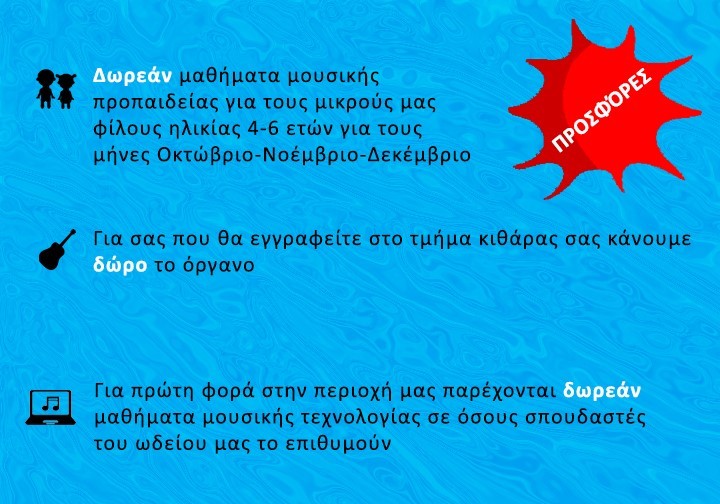 Δωρεάν μαθήματα μουσικής
προπαιδείας για τους μικρούς μας
φίλους ηλικίας 4-6 ετών για τους
μήνες Οκτώβριο-Νοέμβριο-Δεκέμβριο
ΠΡΟΣΦΌΡΕΣ
Για σας που θα εγγραφείτε στο τμήμα κιθάρας σας κάνουμε
δώρο το όργανο
Για πρώτη φορά στην περιοχή μας παρέχονται δωρεάν
μαθήματα μουσικής τεχνολογίας σε όσους σπουδαστές
του ωδείου μας το επιθυμούν